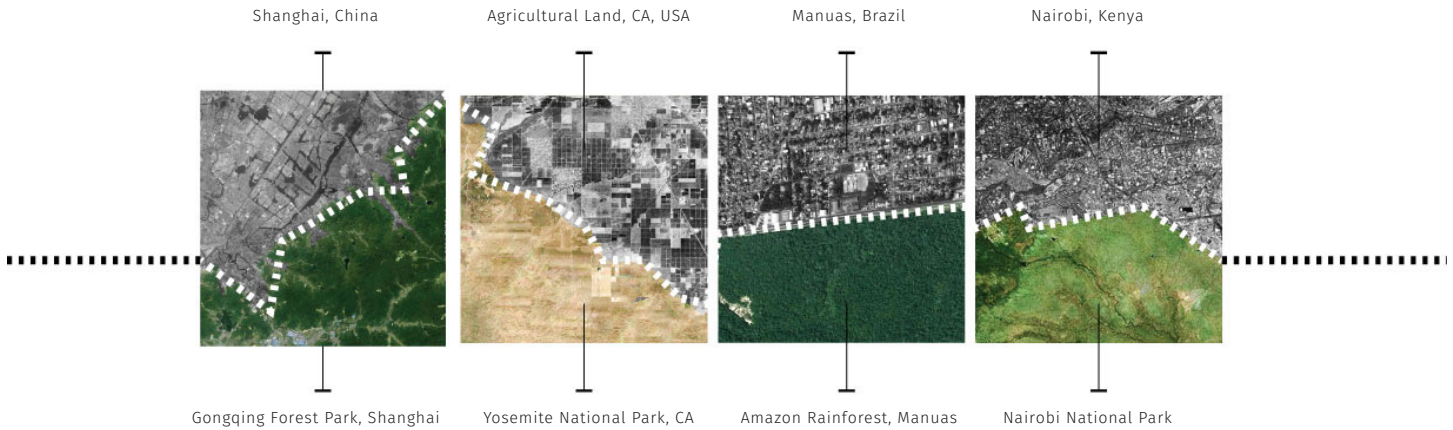 Shanghai, China
Agricultural Land, CA, USA
Manuas, Brazil
Nairobi, Kenya
Gongqing Forest Park, Shanghai
Yosemite National Park, CA
Amazon Rainforest, Manuas
Nairobi National Park